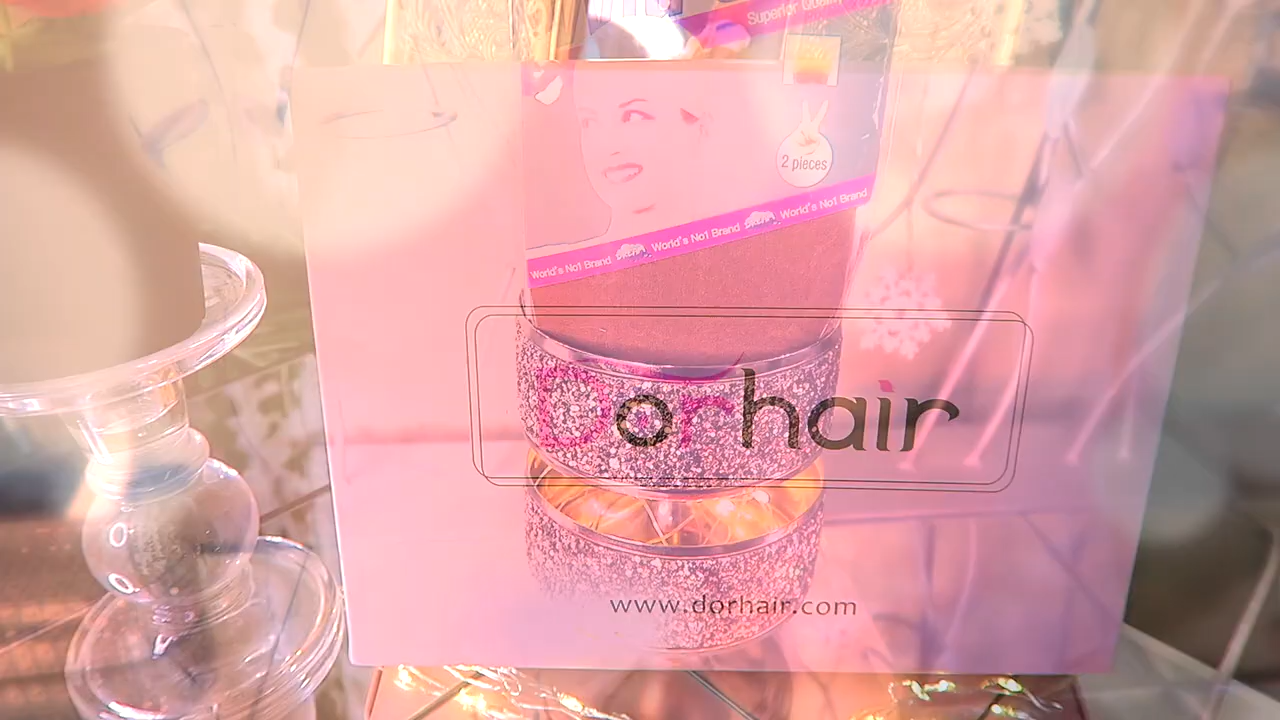 Superior Quality
2 pieces
World's No1 Brand World's No1 Brand World's No1 Brand
Dorhair
www.dorhair.com